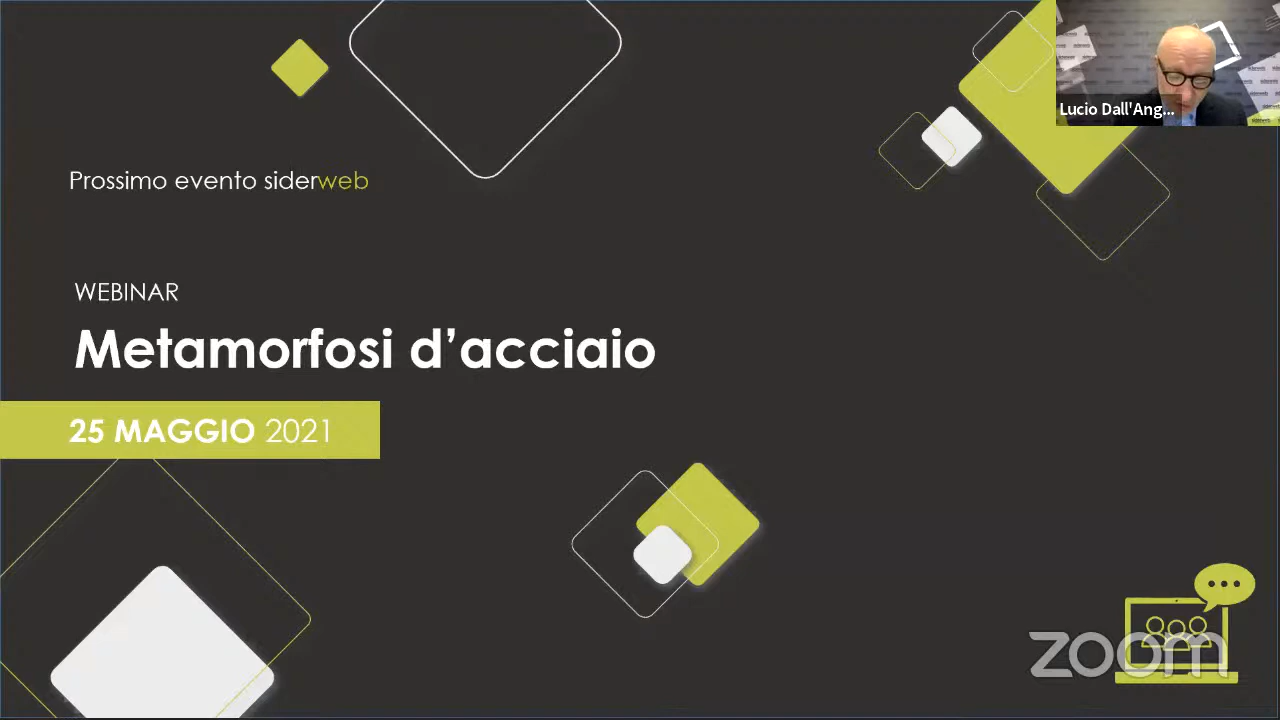 Lucio Dall'Ang...
Prossimo evento siderweb
WEBINAR
Metamorfosi d’acciaio
25 MAGGIO 2021
zoom